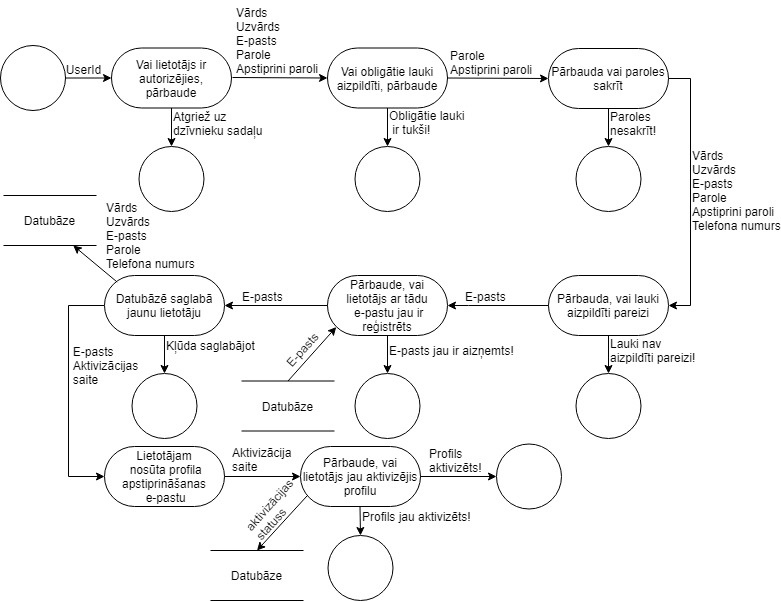 UserId
Vai lietotājs ir
autorizējies,
pārbaude
Vārds
Uzvārds
E-pasts
Parole
Apstiprini paroli
Vai obligātie lauki
aizpildīti, pārbaude
Parole
Apstiprini paroli
Pārbauda vai paroles
sakrīt
Atgriež uz
dzīvnieku sadaļu
Obligātie lauki
ir tukši!
Paroles
nesakrīt!
Vārds
Uzvārds
E-pasts
Parole
Apstiprini paroli
Telefona numurs
Datubāze
Vārds
Uzvārds
E-pasts
Parole
Telefona numurs
Datubāzē saglabā
jaunu lietotāju
E-pasts
Pārbaude, vai
lietotājs ar tādu
e-pastu jau ir
reģistrēts
E-pasts
Pārbauda, vai lauki
aizpildīti pareizi
Kļūda saglabājot
E-pasts
E-pasts jau ir aizņemts!
Lauki nav
aizpildīti pareizi!
E-pasts
Aktivizācijas
saite
Datubāze
Lietotājam
nosūta profila
apstiprināšanas
e-pastu
Aktivizācija
saite
Pārbaude, vai
lietotājs jau aktivizējis
profilu
Profils
aktivizēts!
aktivizācijas
statuss
Profils jau aktivizēts!
Datubāze